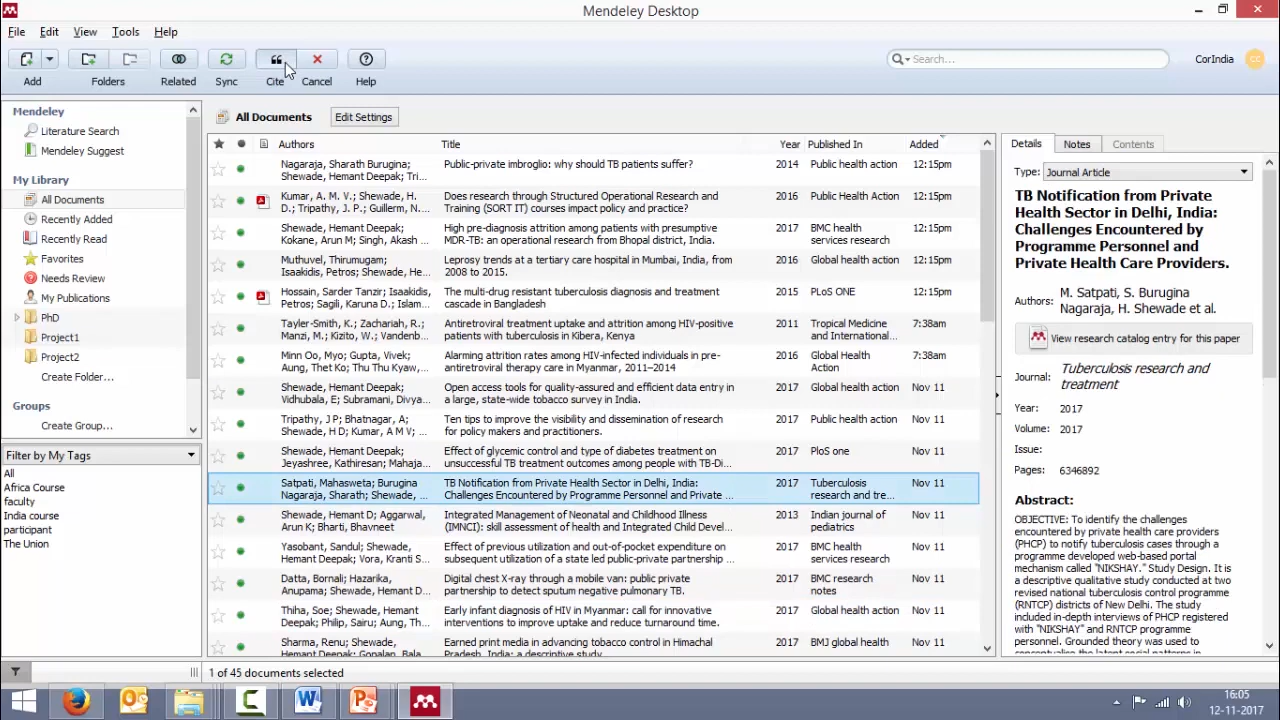 Mendeley Desktop
File Edit View Tools Help
Search...
CorIndia
CC
Add Folders Related Sync Cite Cancel Help
Mendeley
Literature Search
Mendeley Suggest
My Library
All Documents
Recently Added
Recently Read
Favorites
Needs Review
My Publications
PhD
Project1
Project2
Create Folder...
Groups
Create Group...
Filter by My Tags
All
Africa Course
faculty
India course
participant
The Union
All Documents Edit Settings
Authors Title Year Published In Added
Nagaraja, Sharath Burugina; Public-private imbroglio: why should TB patients suffer? 2014 Public health action 12:15pm
Shewade, Hemant Deepak; Tri...
Kumar, A. M. V.; Shewade, H. Does research through Structured Operational Research and 2016 Public Health Action 12:15pm
D.; Tripathy, J. P.; Guillerm, N.... Training (SORT IT) courses impact policy and practice?
Shewade, Hemant Deepak; High pre-diagnosis attrition among patients with presumptive 2017 BMC health 12:15pm
Kokane, Arun M; Singh, Akash ... MDR-TB: an operational research from Bhopal district, India. services research
Muthuvel, Thirumugam; Leprosy trends at a tertiary care hospital in Mumbai, India, from 2016 Global health action 12:15pm
Isaakidis, Petros; Shewade, He... 2008 to 2015.
Hossain, Sarder Tanzir; Isaakidis, The multi-drug resistant tuberculosis diagnosis and treatment 2015 PLoS ONE 12:15pm
Petros; Sagili, Karuna D.; Islam... cascade in Bangladesh
Tayler-Smith, K.; Zachariah, R.; Antiretroviral treatment uptake and attrition among HIV-positive 2011 Tropical Medicine 7:38am
Manzi, M.; Kizito, W.; Vandenb... patients with tuberculosis in Kibera, Kenya and International...
Minn Oo, Myo; Gupta, Vivek; Alarming attrition rates among HIV-infected individuals in pre- 2016 Global Health 7:38am
Aung, Thet Ko; Thu Thu Kyaw,... antiretroviral therapy care in Myanmar, 2011–2014 Action
Shewade, Hemant Deepak; Open access tools for quality-assured and efficient data entry in 2017 Global health action Nov 11
Vidhubala, E; Subramani, Divya... a large, state-wide tobacco survey in India.
Tripathy, J P; Bhatnagar, A; Ten tips to improve the visibility and dissemination of research 2017 Public health action Nov 11
Shewade, H D; Kumar, A M V; ... for policy makers and practitioners.
Shewade, Hemant Deepak; Effect of glycemic control and type of diabetes treatment on 2017 PloS one Nov 11
Jeyashree, Kathiresan; Mahaja... unsuccessful TB treatment outcomes among people with TB-Di...
Satpati, Mahasweta; Burugina TB Notification from Private Health Sector in Delhi, India: 2017 Tuberculosis Nov 11
Nagaraja, Sharath; Shewade, ... Challenges Encountered by Programme Personnel and Private ... research and tre...
Shewade, Hemant D; Aggarwal, Integrated Management of Neonatal and Childhood Illness 2013 Indian journal of Nov 11
Arun K; Bharti, Bhavneet (IMNCI): skill assessment of health and Integrated Child Devel... pediatrics
Yasobant, Sandul; Shewade, Effect of previous utilization and out-of-pocket expenditure on 2017 BMC health Nov 11
Hemant Deepak; Vora, Kranti S... subsequent utilization of a state led public-private partnership ... services research
Datta, Bornali; Hazarika, Digital chest X-ray through a mobile van: public private 2017 BMC research Nov 11
Anupama; Shewade, Hemant D... partnership to detect sputum negative pulmonary TB. notes
Thiha, Soe; Shewade, Hemant Early infant diagnosis of HIV in Myanmar: call for innovative 2017 Global health action Nov 11
Deepak; Philip, Sairu; Aung, Th... interventions to improve uptake and reduce turnaround time.
Sharma, Renu; Shewade, Earned print media in advancing tobacco control in Himachal 2017 BMJ global health Nov 11
Hemant Deepak; Gopalan, Bala... Pradesh, India: a descriptive study.
Details Notes Contents
Type: Journal Article
TB Notification from Private
Health Sector in Delhi, India:
Challenges Encountered by
Programme Personnel and
Private Health Care Providers.
Authors: M. Satpati, S. Burugina
Nagaraja, H. Shewade et al.
View research catalog entry for this paper
Journal: Tuberculosis research and
treatment
Year: 2017
Volume: 2017
Issue:
Pages: 6346892
Abstract:
OBJECTIVE: To identify the challenges
encountered by private health care providers
(PHCP) to notify tuberculosis cases through a
programme developed web-based portal
mechanism called "NIKSHAY." Study Design. It is
a descriptive qualitative study conducted at two
revised national tuberculosis control programme
(RNTCP) districts of New Delhi. The study
included in-depth interviews of PHCP registered
with "NIKSHAY" and RNTCP programme
personnel. Grounded theory was used to
conceptualise the latent social patterns in
1 of 45 documents selected
16:05
12-11-2017